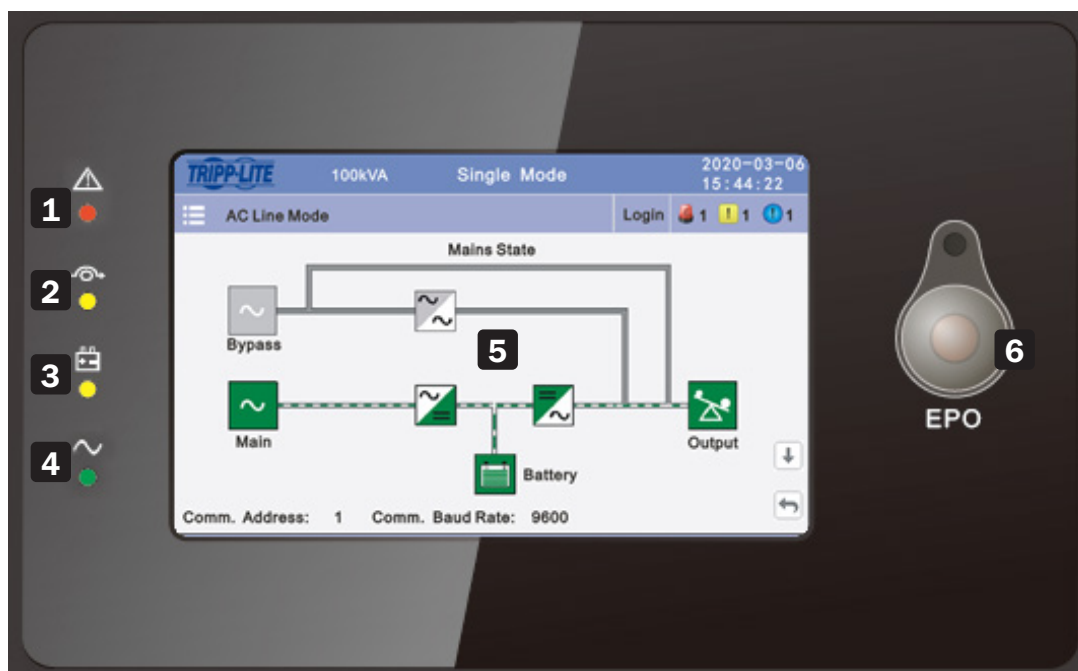 TRIPP-LITE 100kVA Single Mode 2020-03-06
15:44:22
AC Line Mode Login 1 ! 1 ! 1
Mains State
1
2
3
4
5
6
Bypass
Main
Battery
Output
EPO
Comm. Address: 1 Comm. Baud Rate: 9600